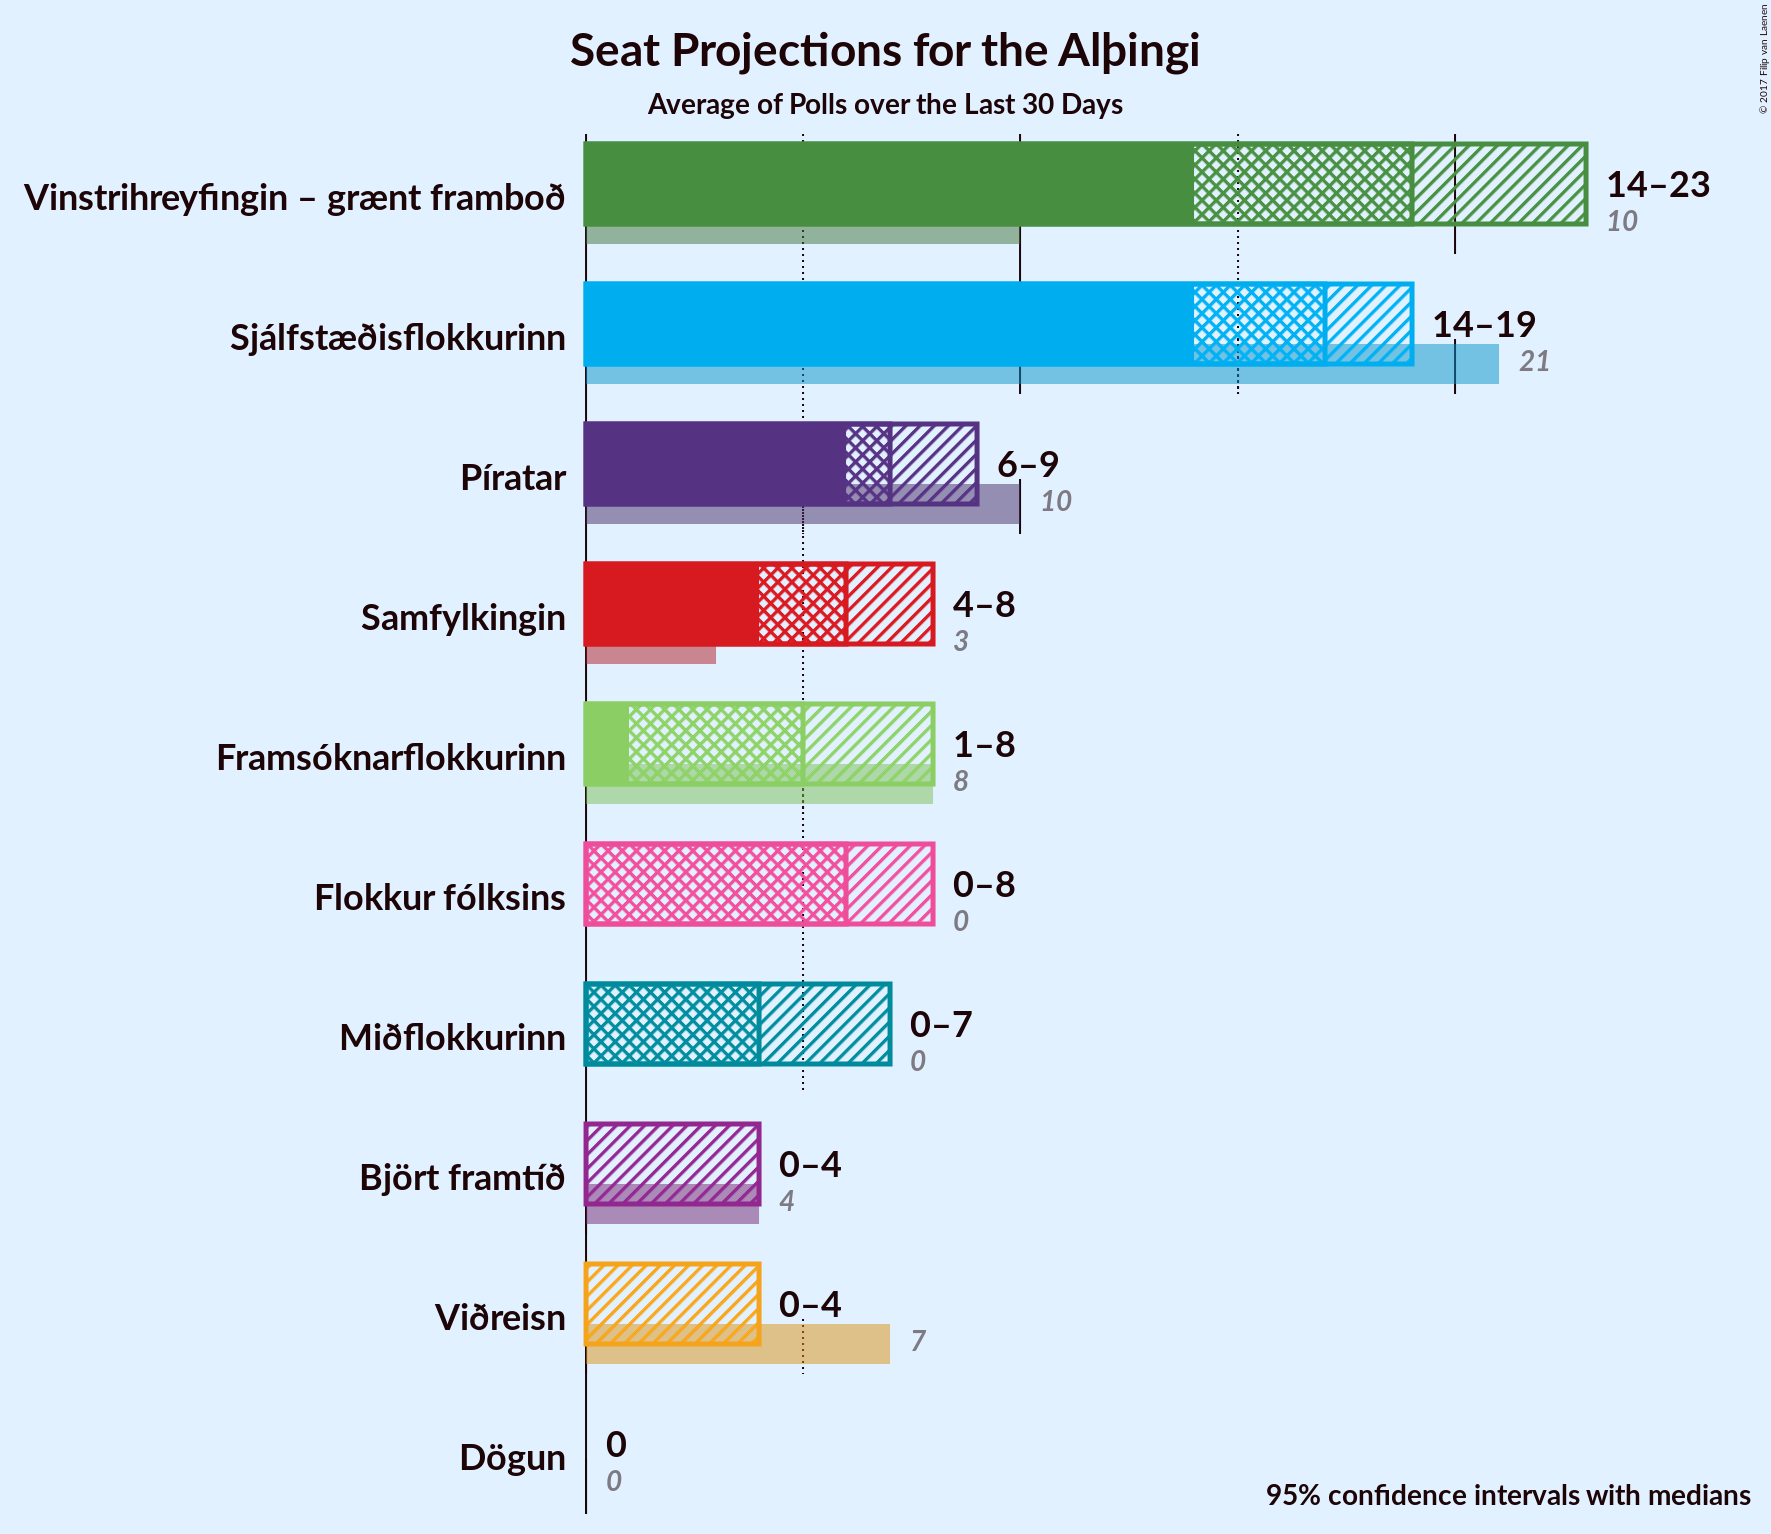 Seat Projections for the Alþingi
Average of Polls over the Last 30 Days
© 2017 Filip van Laenen
Vinstrihreyfingin – grænt framboð
14–23
10
Sjálfstæðisflokkurinn
14–19
21
Píratar
6–9
10
Samfylkingin
4–8
3
Framsóknarflokkurinn
1–8
8
Flokkur fólksins
0–8
0
Miðflokkurinn
0–7
0
Björt framtíð
0–4
4
Viðreisn
0–4
7
Dögun
0
0
95% confidence intervals with medians